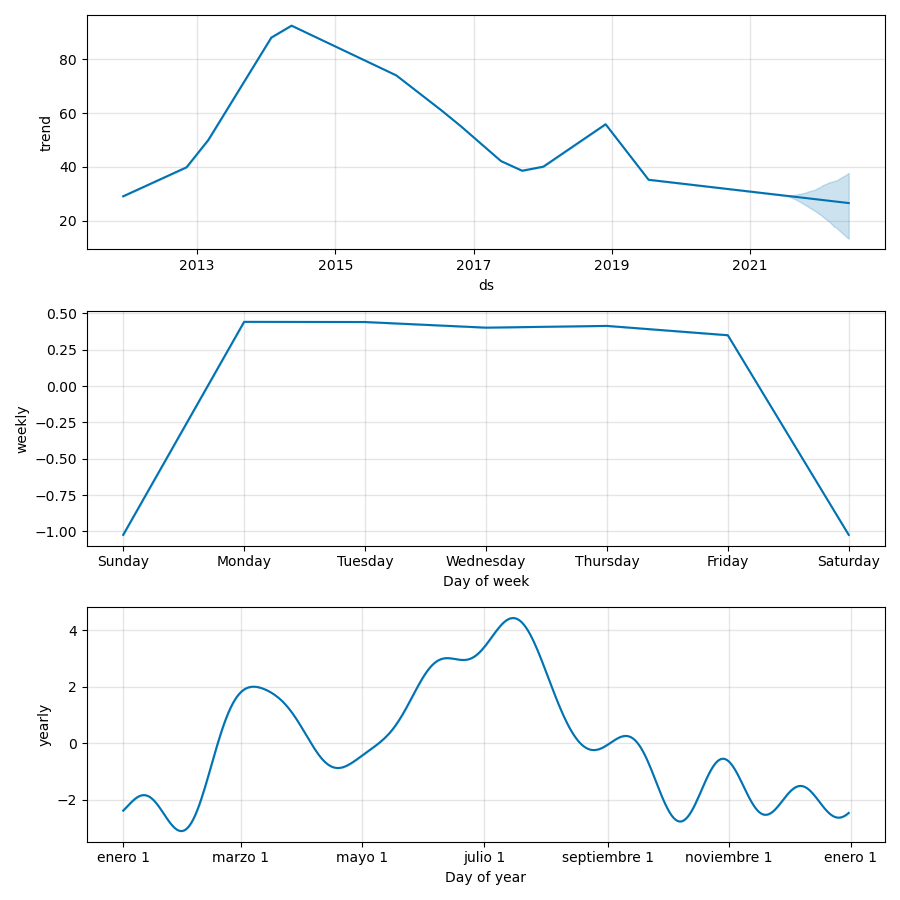 80
60
40
20
trend
2013 2015 2017 2019 2021
ds
0.50
0.25
0.00
−0.25
−0.50
−0.75
−1.00
weekly
Sunday Monday Tuesday Wednesday Thursday Friday Saturday
Day of week
4
2
0
−2
yearly
enero 1 marzo 1 mayo 1 julio 1 septiembre 1 noviembre 1 enero 1
Day of year